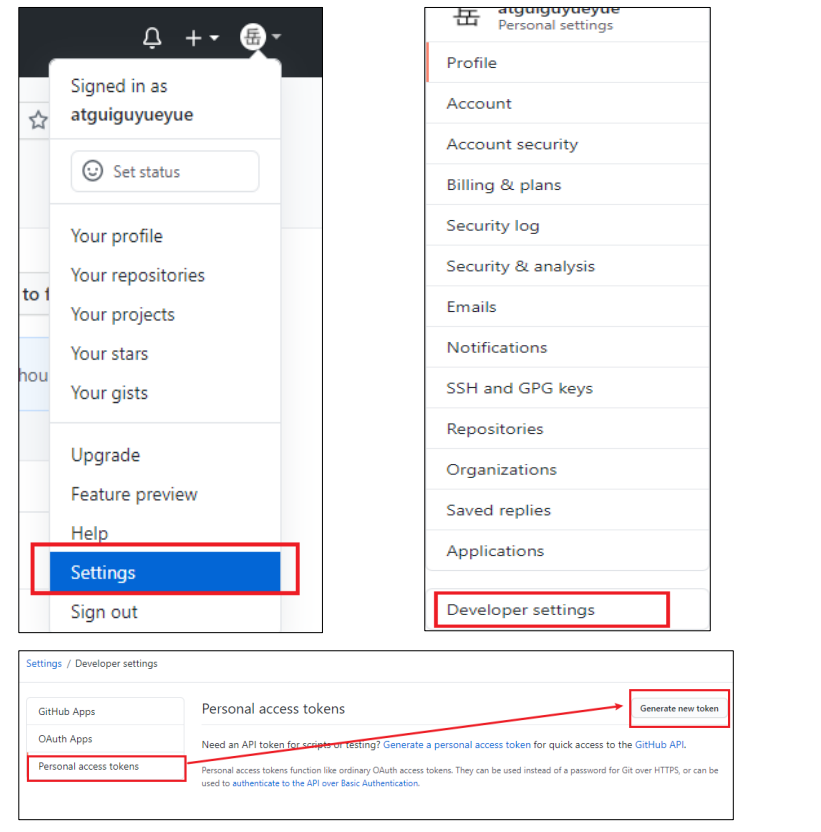 岳
Signed in as
atguiguyueyue
Set status
Your profile
Your repositories
to f
Your projects
Your stars
hou
Your gists
Upgrade
Feature preview
Help
Settings
Sign out
岳
atguiguyueyue
Personal settings
Profile
Account
Account security
Billing & plans
Security log
Security & analysis
Emails
Notifications
SSH and GPG keys
Repositories
Organizations
Saved replies
Applications
Developer settings
Settings / Developer settings
GitHub Apps
OAuth Apps
Personal access tokens
Personal access tokens
Generate new token
Need an API token for scripts or testing? Generate a personal access token for quick access to the GitHub API.
Personal access tokens function like ordinary OAuth access tokens. They can be used instead of a password for Git over HTTPS, or can be
used to authenticate to the API over Basic Authentication.